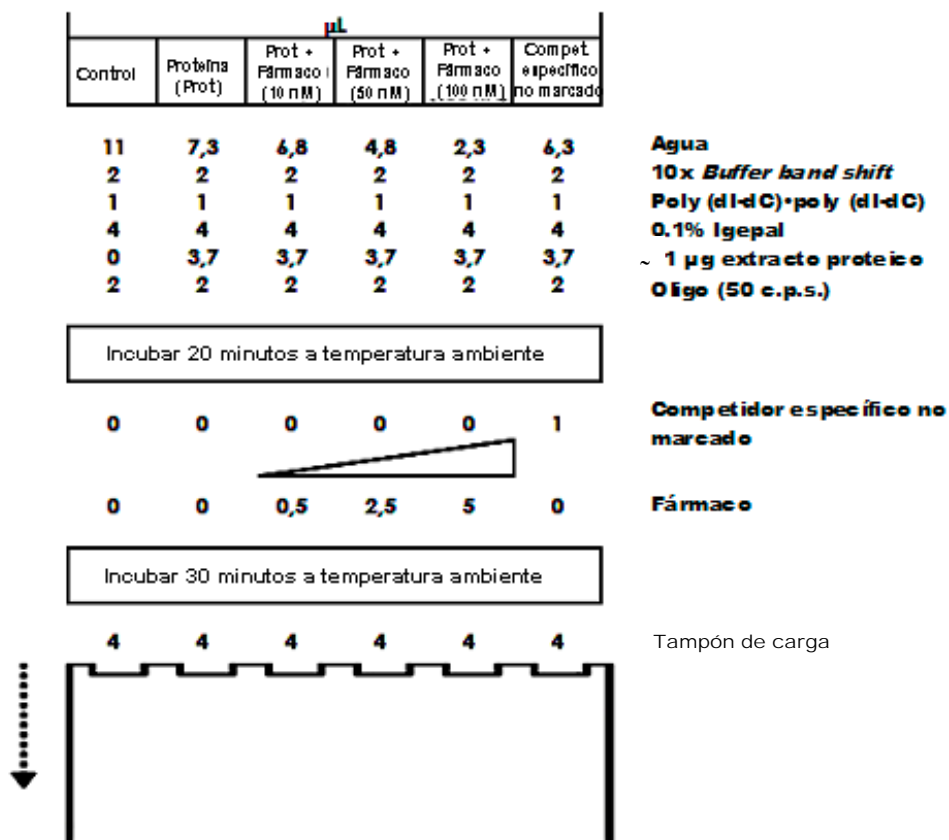 µL
Control Proteína (Prot) Prot + Fármaco (10 nM) Prot + Fármaco (50 nM) Prot + Fármaco (100 nM) Compet. específico no marcado
11 7,3 6,8 4,8 2,3 6,3 Agua
2 2 2 2 2 2 10x Buffer band shift
1 1 1 1 1 1 Poly (dI-dC)•poly (dI-dC)
4 4 4 4 4 4 0.1% Igepal
0 3,7 3,7 3,7 3,7 3,7 ~ 1 µg extracto proteico
2 2 2 2 2 2 Oligo (50 c.p.s.)
Incubar 20 minutos a temperatura ambiente
0 0 0 0 0 1 Competidor específico no
marcado
0 0 0,5 2,5 5 0 Fármaco
Incubar 30 minutos a temperatura ambiente
4 4 4 4 4 4 Tampón de carga